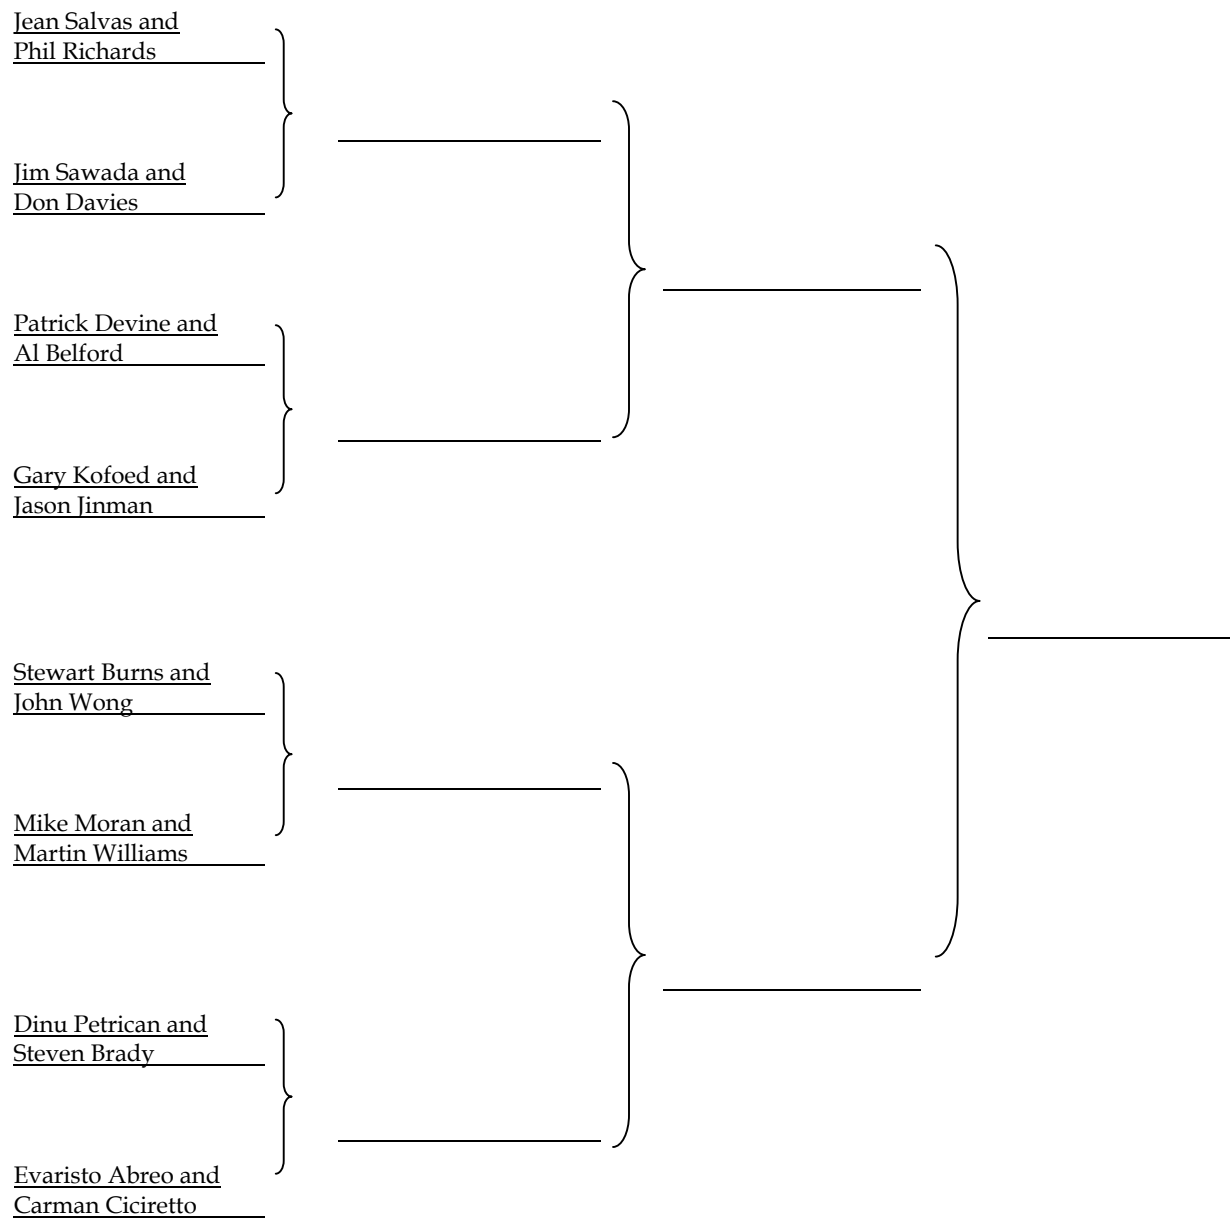 Jean Salvas and
Phil Richards
Jim Sawada and
Don Davies
Patrick Devine and
Al Belford
Gary Kofoed and
Jason Jinman
Stewart Burns and
John Wong
Mike Moran and
Martin Williams
Dinu Petrican and
Steven Brady
Evaristo Abreo and
Carman Ciciretto